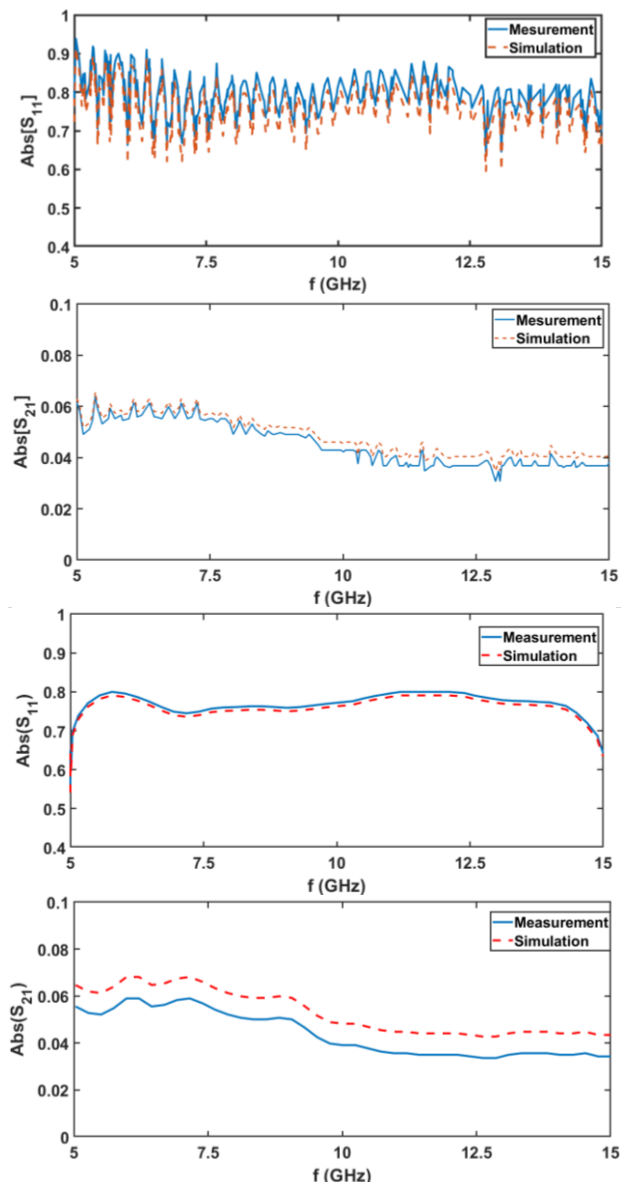 1
0.9
0.8
0.7
0.6
0.5
0.4
Abs[S11]
Mesurement
Simulation
5
7.5
10
12.5
15
f (GHz)
0.1
0.08
0.06
0.04
0.02
0
Abs[S21]
Mesurement
Simulation
5
7.5
10
12.5
15
f (GHz)
1
0.9
0.8
0.7
0.6
0.5
0.4
Abs(S11)
Measurement
Simulation
5
7.5
10
12.5
15
f (GHz)
0.1
0.08
0.06
0.04
0.02
0
Abs(S21)
Measurement
Simulation
5
7.5
10
12.5
15
f (GHz)